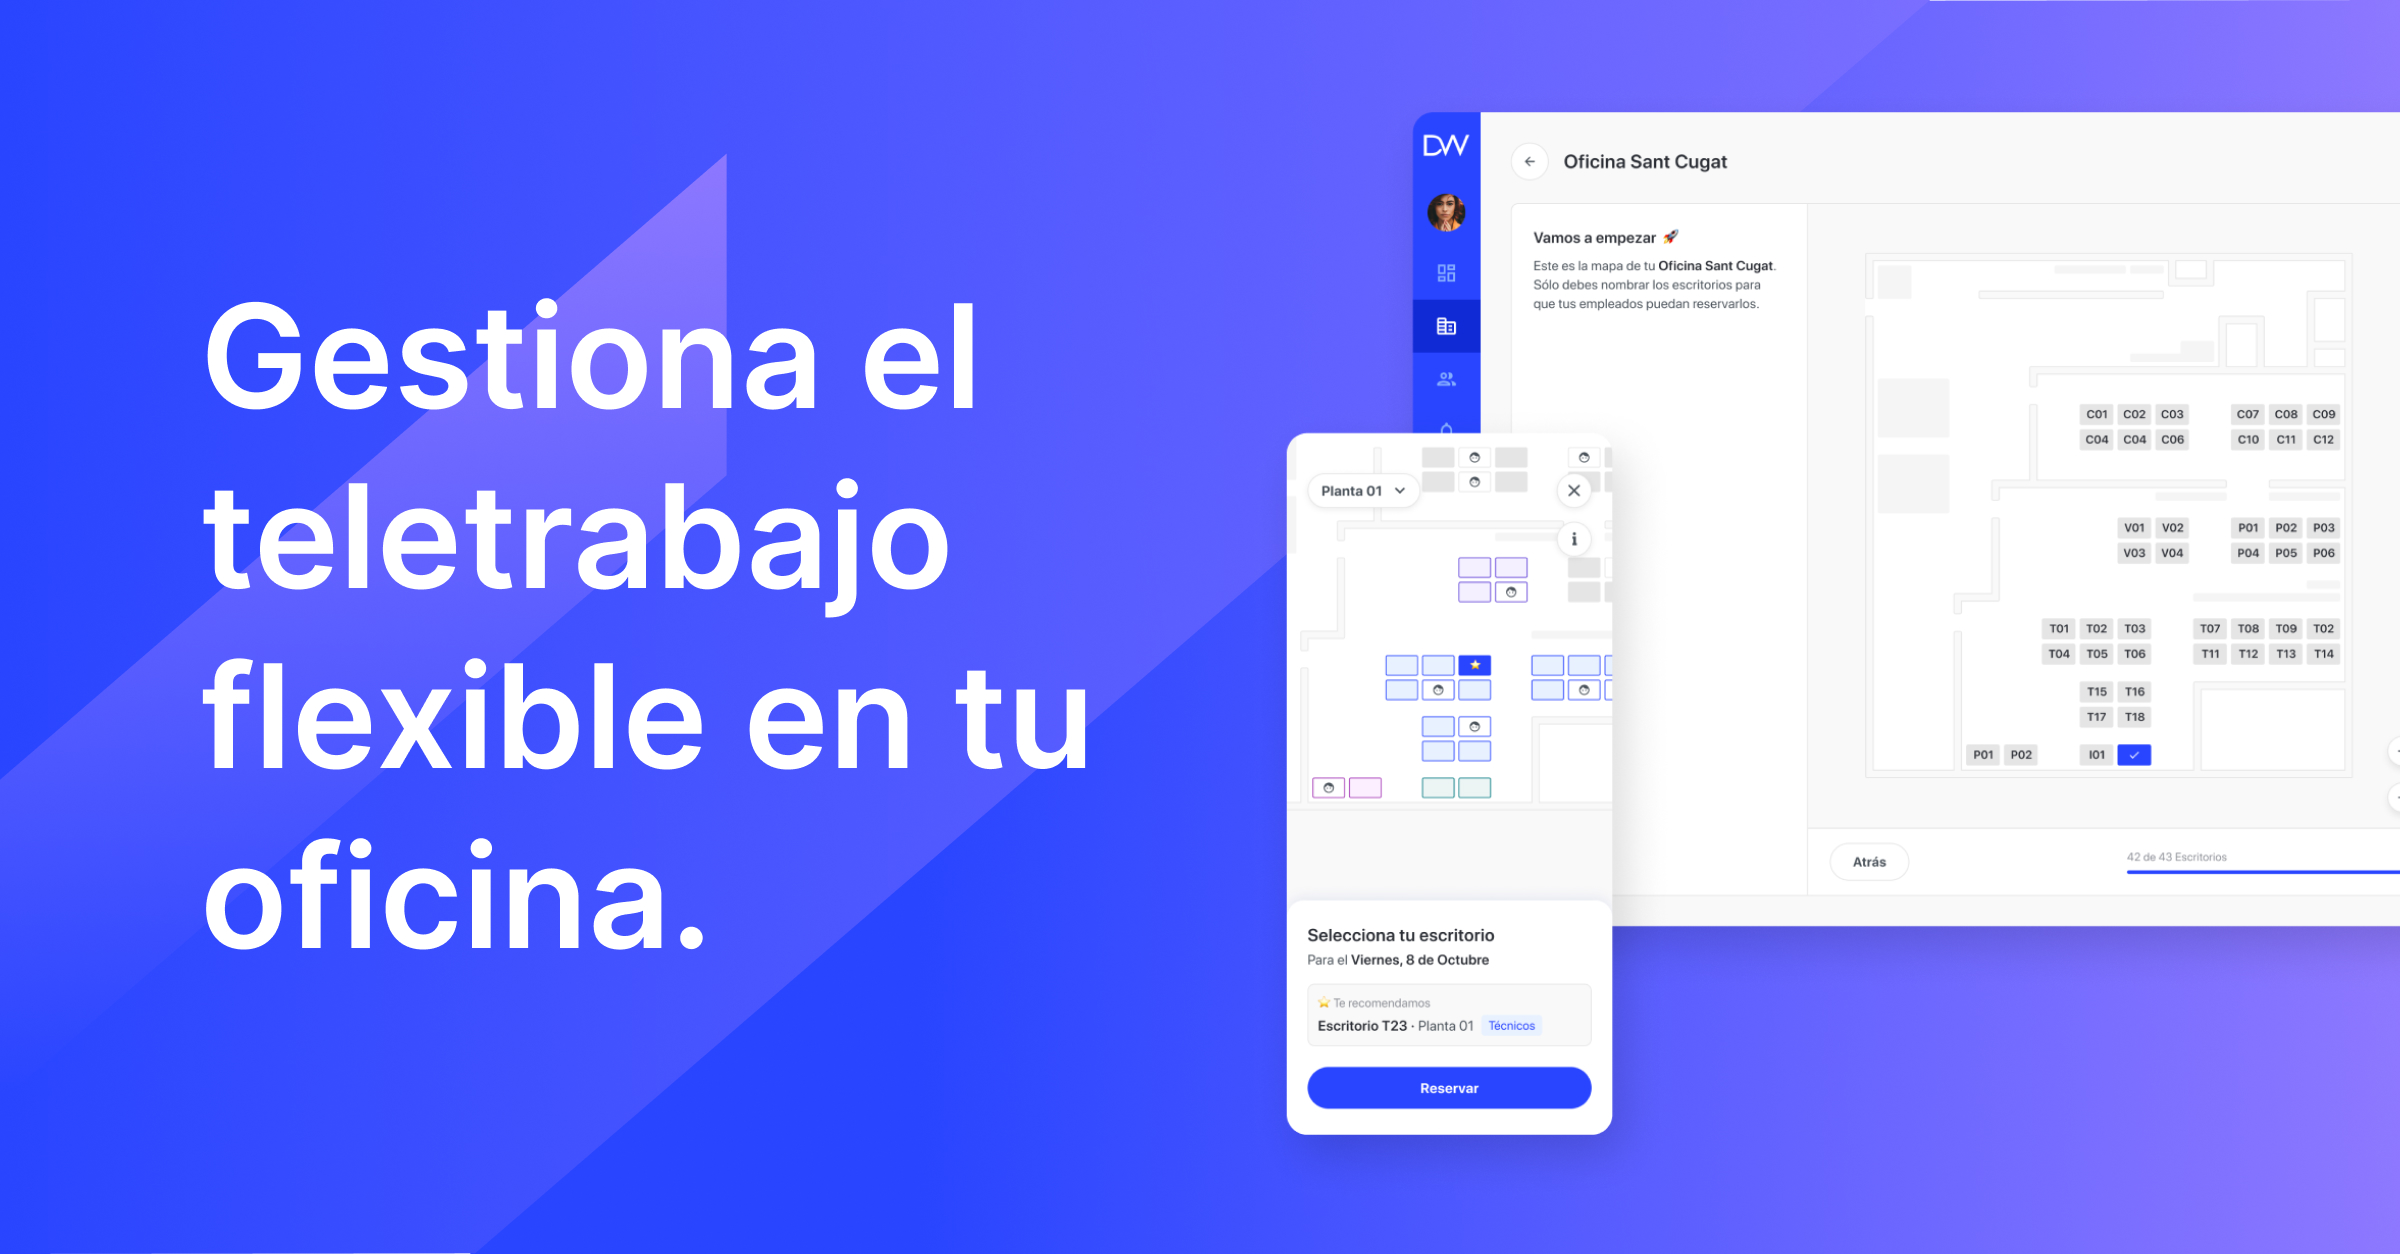 Gestiona el
teletrabajo
flexible en tu
oficina.
DW
Oficina Sant Cugat
Vamos a empezar
Este es la mapa de tu Oficina Sant Cugat.
Sólo debes nombrar los escritorios para
que tus empleados puedan reservarlos.
C01 C02 C03 C07 C08 C09
C04 C04 C06 C10 C11 C12
V01 V02 P01 P02 P03
V03 V04 P04 P05 P06
T01 T02 T03 T07 T08 T09 T02
T04 T05 T06 T11 T12 T13 T14
T15 T16
T17 T18
P01 P02 I01
Atrás
42 de 43 Escritorios
Planta 01
i
Selecciona tu escritorio
Para el Viernes, 8 de Octubre
Te recomendamos
Escritorio T23 · Planta 01 Técnicos
Reservar